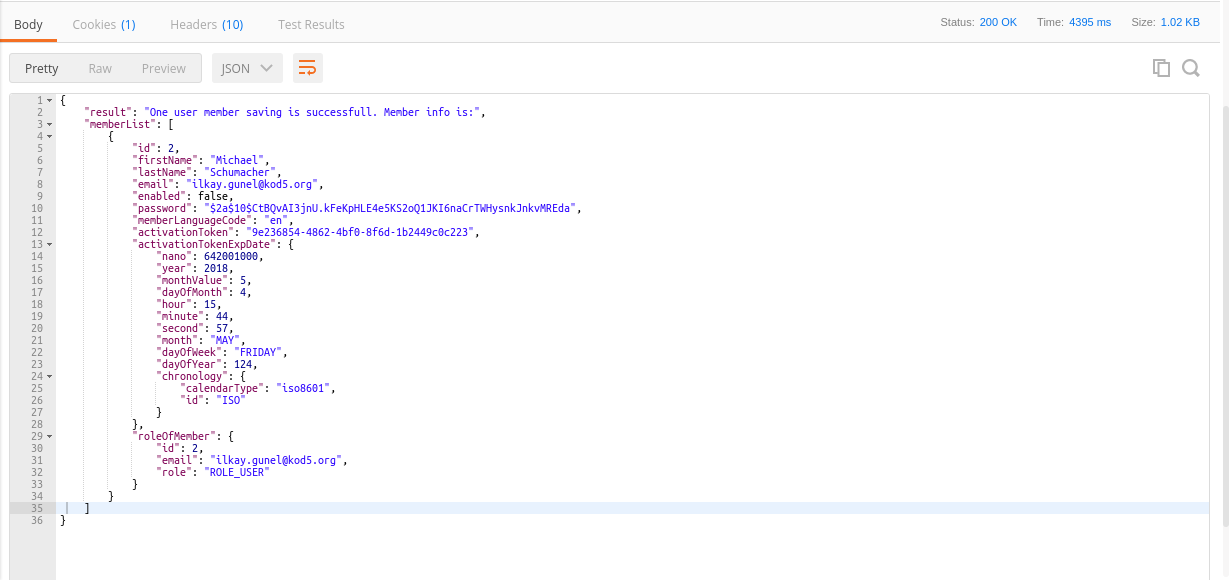 Body Cookies (1) Headers (10) Test Results Status: 200 OK Time: 4395 ms Size: 1.02 KB
Pretty Raw Preview JSON
1 {
2 "result": "One user member saving is successfull. Member info is:",
3 "memberList": [
4 {
5 "id": 2,
6 "firstName": "Michael",
7 "lastName": "Schumacher",
8 "email": "ilkay.gunel@kod5.org",
9 "enabled": false,
10 "password": "$2a$10$CtBQvAI3jnU.kFeKpHLE4e5KS2oQ1JKI6naCrTWHysnkJnkvMREda",
11 "memberLanguageCode": "en",
12 "activationToken": "9e236854-4862-4bf0-8f6d-1b2449c0c223",
13 "activationTokenExpDate": {
14 "nano": 642001000,
15 "year": 2018,
16 "monthValue": 5,
17 "dayOfMonth": 4,
18 "hour": 15,
19 "minute": 44,
20 "second": 57,
21 "month": "MAY",
22 "dayOfWeek": "FRIDAY",
23 "dayOfYear": 124,
24 "chronology": {
25 "calendarType": "iso8601",
26 "id": "ISO"
27 }
28 },
29 "roleOfMember": {
30 "id": 2,
31 "email": "ilkay.gunel@kod5.org",
32 "role": "ROLE_USER"
33 }
34 }
35 ]
36 }